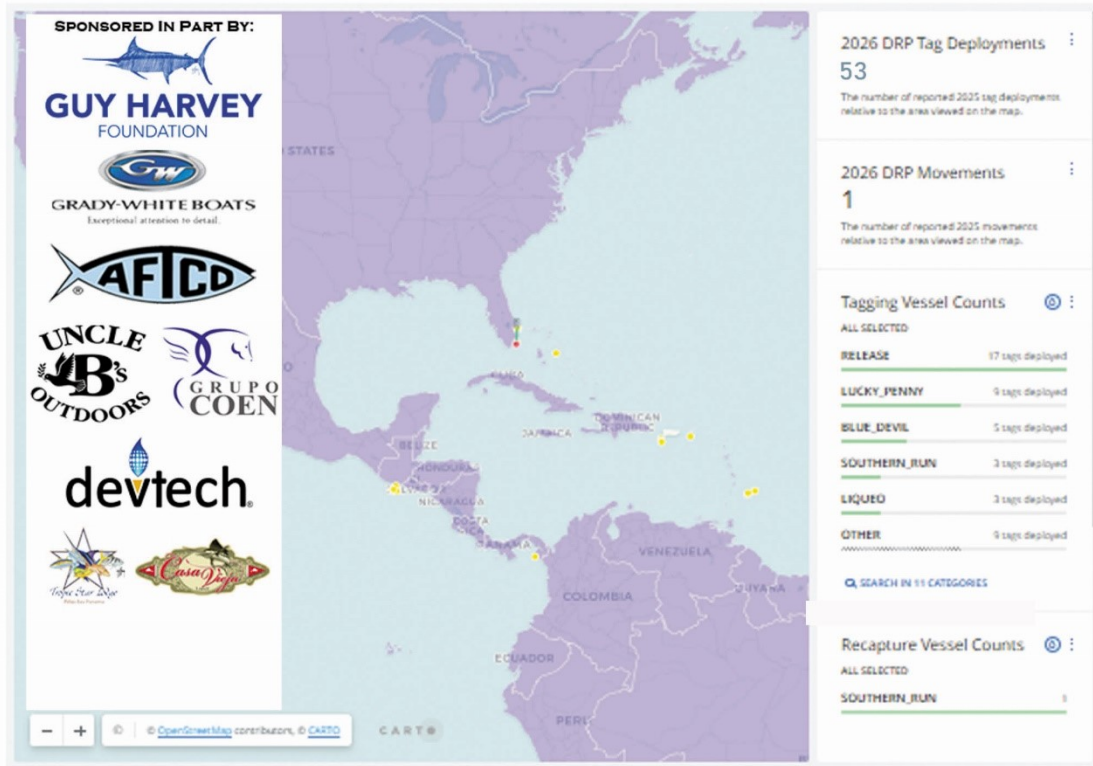 SPONSORED IN PART BY:
GUY HARVEY
FOUNDATION
GW
GRADY-WHITE BOATS
Exceptional attention to detail.
AFTCO
®
UNCLE
B's
OUTDOORS
GRUPO
COEN
devtech®
Tropic Star Lodge
Casa Vieja
STATES
CUBA
DOMINICAN
REPUBLIC
JAMAICA
BELIZE
HONDURAS
NICARAGUA
COSTA
RICA
PANAMA
VENEZUELA
GUYANA
COLOMBIA
ECUADOR
PERU
− +
© © OpenStreetMap contributors, © CARTO
CARTO
2026 DRP Tag Deployments
53
The number of reported 2025 tag deployments
relative to the area viewed on the map.
2026 DRP Movements
1
The number of reported 2025 movements
relative to the area viewed on the map.
Tagging Vessel Counts
ALL SELECTED
RELEASE 17 tags deployed
LUCKY_PENNY 9 tags deployed
BLUE_DEVIL 5 tags deployed
SOUTHERN_RUN 3 tags deployed
LIQUEO 3 tags deployed
OTHER 9 tags deployed
SEARCH IN 11 CATEGORIES
Recapture Vessel Counts
ALL SELECTED
SOUTHERN_RUN 1